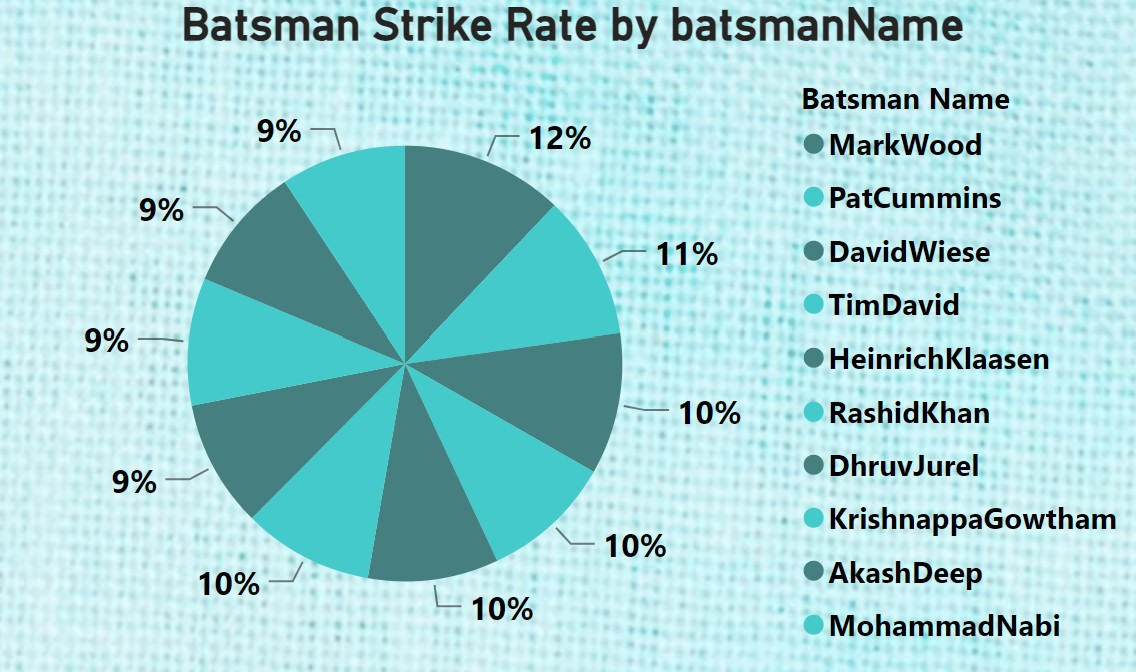 Batsman Strike Rate by batsmanName
9%
12%
9%
11%
9%
10%
9%
10%
10%
10%
Batsman Name
MarkWood
PatCummins
DavidWiese
TimDavid
HeinrichKlaasen
RashidKhan
DhruvJurel
KrishnappaGowtham
AkashDeep
MohammadNabi